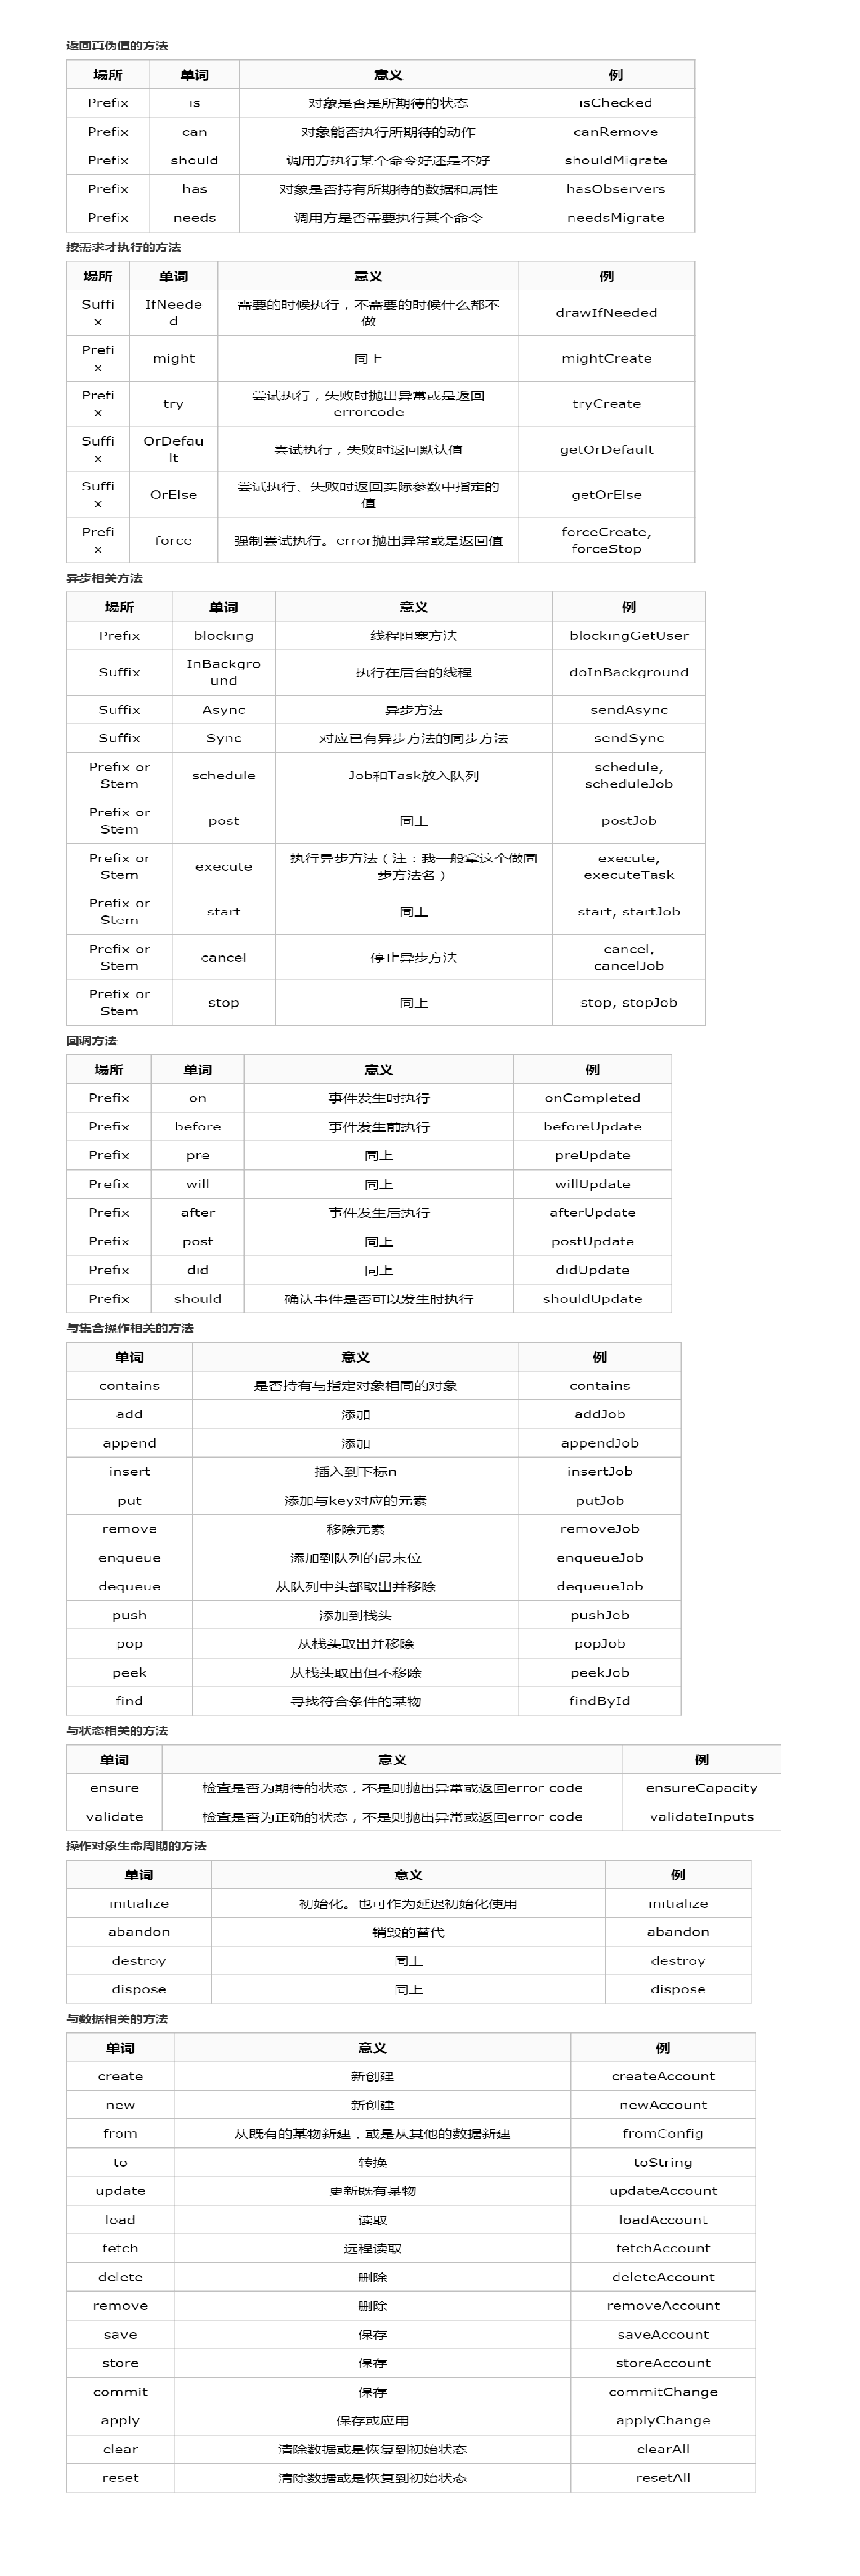 返回真伪值的方法
場所 单词 意义 例
Prefix is 对象是否是所期待的状态 isChecked
Prefix can 对象能否执行所期待的动作 canRemove
Prefix should 调用方执行某个命令好还是不好 shouldMigrate
Prefix has 对象是否持有所期待的数据和属性 hasObservers
Prefix needs 调用方是否需要执行某个命令 needsMigrate
按需求才执行的方法
場所 单词 意义 例
Suffi IfNeede 需要的时候执行，不需要的时候什么都不 drawIfNeeded
x d 做
Prefi might 同上 mightCreate
x
Prefi try 尝试执行，失败时抛出异常或是返回 tryCreate
x errorcode
Suffi OrDefau 尝试执行，失败时返回默认值 getOrDefault
x lt
Suffi OrElse 尝试执行、失败时返回实际参数中指定的 getOrElse
x 值
Prefi force 强制尝试执行。error抛出异常或是返回值 forceCreate,
x forceStop
异步相关方法
場所 单词 意义 例
Prefix blocking 线程阻塞方法 blockingGetUser
Suffix InBackgro 执行在后台的线程 doInBackground
und
Suffix Async 异步方法 sendAsync
Suffix Sync 对应已有异步方法的同步方法 sendSync
Prefix or schedule Job和Task放入队列 schedule,
Stem scheduleJob
Prefix or post 同上 postJob
Stem
Prefix or execute 执行异步方法（注：我一般拿这个做同 execute,
Stem 步方法名） executeTask
Prefix or start 同上 start, startJob
Stem
Prefix or cancel 停止异步方法 cancel,
Stem cancelJob
Prefix or stop 同上 stop, stopJob
Stem
回调方法
場所 单词 意义 例
Prefix on 事件发生时执行 onCompleted
Prefix before 事件发生前执行 beforeUpdate
Prefix pre 同上 preUpdate
Prefix will 同上 willUpdate
Prefix after 事件发生后执行 afterUpdate
Prefix post 同上 postUpdate
Prefix did 同上 didUpdate
Prefix should 确认事件是否可以发生时执行 shouldUpdate
与集合操作相关的方法
单词 意义 例
contains 是否持有与指定对象相同的对象 contains
add 添加 addJob
append 添加 appendJob
insert 插入到下标n insertJob
put 添加与key对应的元素 putJob
remove 移除元素 removeJob
enqueue 添加到队列的最末位 enqueueJob
dequeue 从队列中头部取出并移除 dequeueJob
push 添加到栈头 pushJob
pop 从栈头取出并移除 popJob
peek 从栈头取出但不移除 peekJob
find 寻找符合条件的某物 findById
与状态相关的方法
单词 意义 例
ensure 检查是否为期待的状态，不是则抛出异常或返回error code ensureCapacity
validate 检查是否为正确的状态，不是则抛出异常或返回error code validateInputs
操作对象生命周期的方法
单词 意义 例
initialize 初始化。也可作为延迟初始化使用 initialize
abandon 销毁的替代 abandon
destroy 同上 destroy
dispose 同上 dispose
与数据相关的方法
单词 意义 例
create 新创建 createAccount
new 新创建 newAccount
from 从既有的某物新建，或是从其他的数据新建 fromConfig
to 转换 toString
update 更新既有某物 updateAccount
load 读取 loadAccount
fetch 远程读取 fetchAccount
delete 删除 deleteAccount
remove 删除 removeAccount
save 保存 saveAccount
store 保存 storeAccount
commit 保存 commitChange
apply 保存或应用 applyChange
clear 清除数据或是恢复到初始状态 clearAll
reset 清除数据或是恢复到初始状态 resetAll